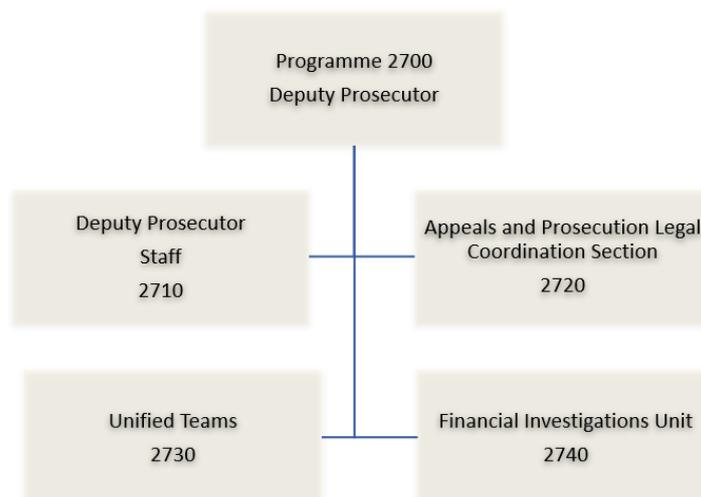 Programme 2700
Deputy Prosecutor
Deputy Prosecutor
Staff
2710
Appeals and Prosecution Legal
Coordination Section
2720
Unified Teams
2730
Financial Investigations Unit
2740